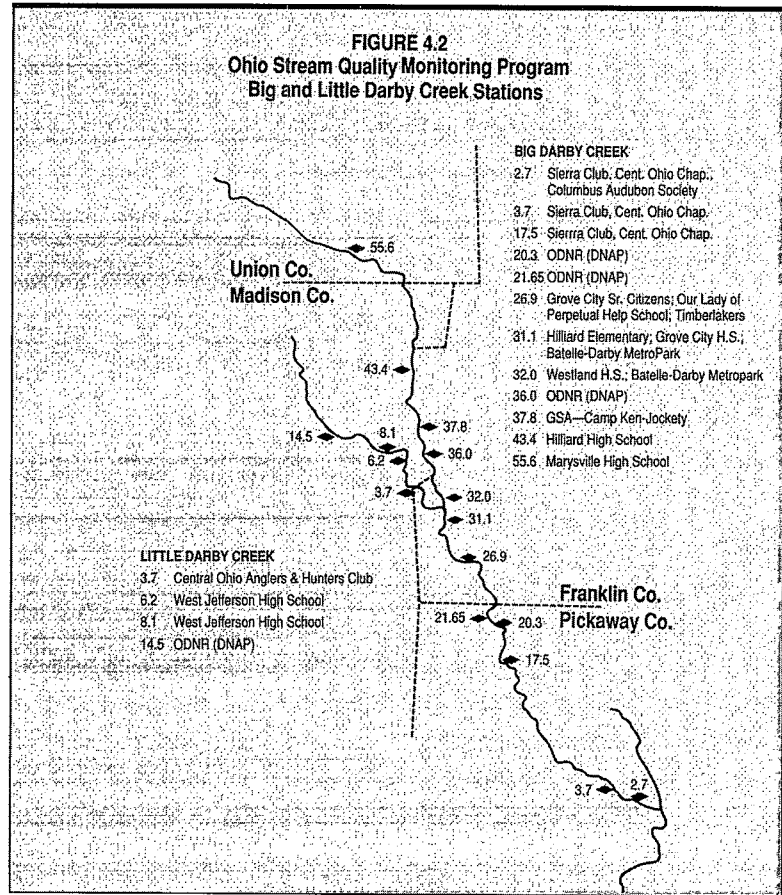 FIGURE 4.2
Ohio Stream Quality Monitoring Program
Big and Little Darby Creek Stations
BIG DARBY CREEK
2.7 Sierra Club, Cent. Ohio Chap.,
Columbus Audubon Society
3.7 Sierra Club, Cent. Ohio Chap.
17.5 Sierrra Club, Cent. Ohio Chap.
20.3 ODNR (DNAP)
21.65 ODNR (DNAP)
26.9 Grove City Sr. Citizens; Our Lady of
Perpetual Help School; Timberlakers
31.1 Hilliard Elementary; Grove City H.S.;
Batelle-Darby MetroPark
32.0 Westland H.S.; Batelle-Darby Metropark
36.0 ODNR (DNAP)
37.8 GSA—Camp Ken-Jockety
43.4 Hilliard High School
55.6 Marysville High School
55.6
Union Co.
Madison Co.
43.4
37.8
14.5
8.1
36.0
6.2
3.7
32.0
31.1
26.9
LITTLE DARBY CREEK
3.7 Central Ohio Anglers & Hunters Club
6.2 West Jefferson High School
8.1 West Jefferson High School
14.5 ODNR (DNAP)
Franklin Co.
Pickaway Co.
21.65
20.3
17.5
3.7
2.7